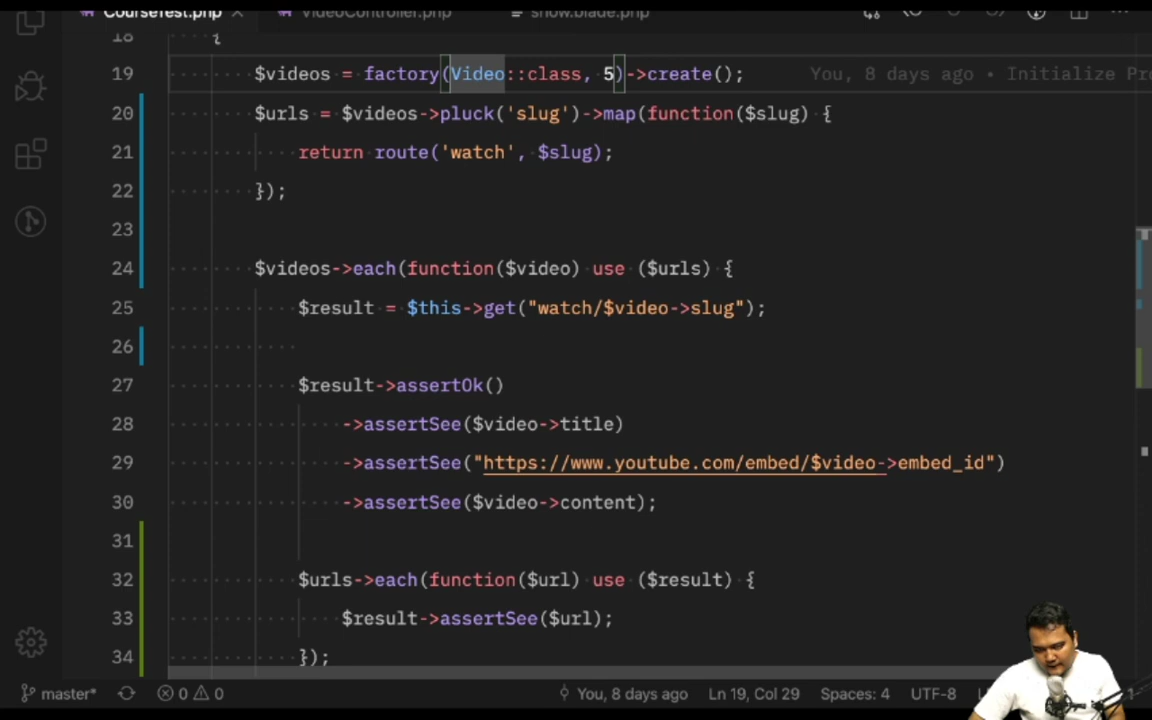 CourseTest.php VideoController.php show.blade.php
18 {
19 $videos = factory(Video::class, 5)->create(); You, 8 days ago • Initialize Pro
20 $urls = $videos->pluck('slug')->map(function($slug) {
21 return route('watch', $slug);
22 });
23
24 $videos->each(function($video) use ($urls) {
25 $result = $this->get("watch/$video->slug");
26
27 $result->assertOk()
28 ->assertSee($video->title)
29 ->assertSee("https://www.youtube.com/embed/$video->embed_id")
30 ->assertSee($video->content);
31
32 $urls->each(function($url) use ($result) {
33 $result->assertSee($url);
34 });
master* 0 0 You, 8 days ago Ln 19, Col 29 Spaces: 4 UTF-8